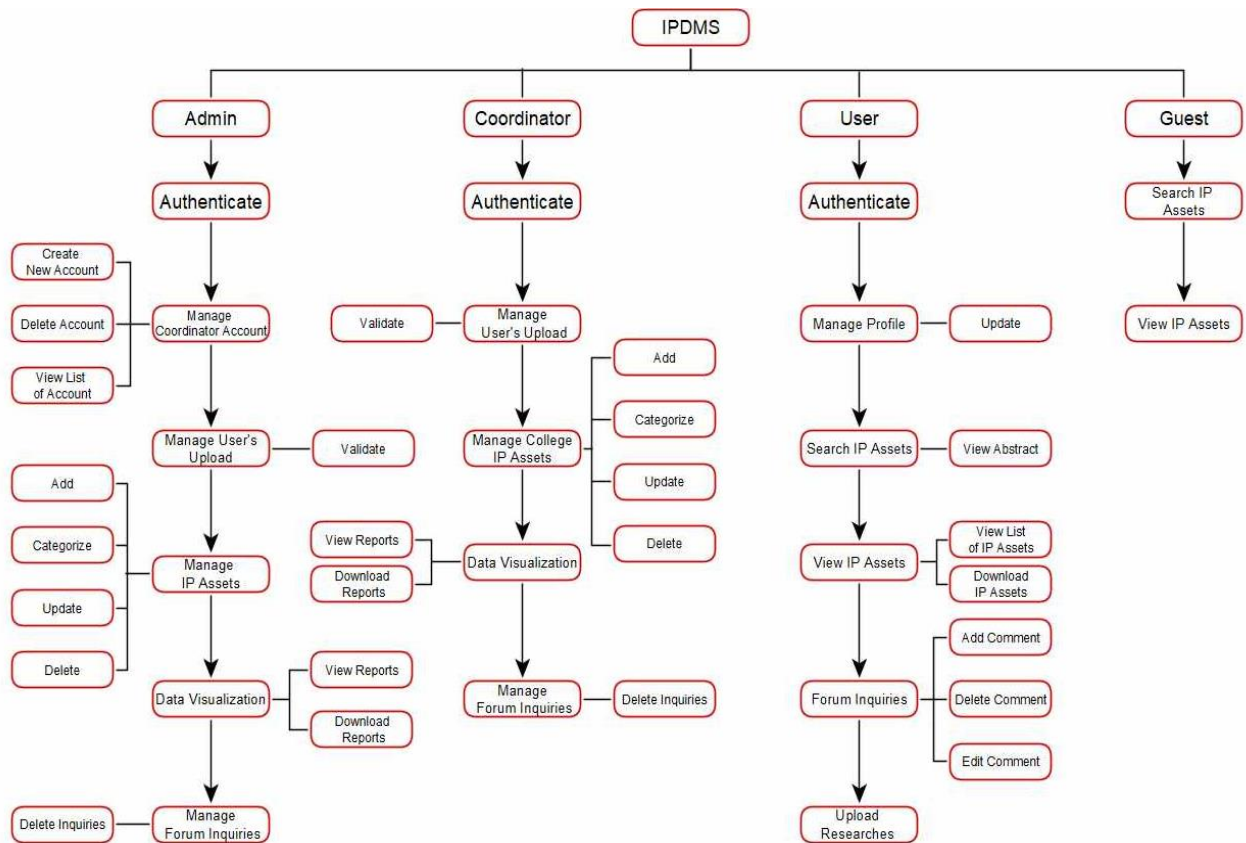 IPDMS
Admin
Coordinator
User
Guest
Authenticate
Authenticate
Authenticate
Search IP
Assets
Create
New Account
Delete Account
View List
of Account
Manage
Coordinator Account
Validate
Manage
User's Upload
Manage Profile
Update
View IP Assets
Manage User's
Upload
Validate
Manage College
IP Assets
Add
Categorize
Update
Delete
Search IP Assets
View Abstract
Add
Categorize
Update
Delete
Manage
IP Assets
View Reports
Download
Reports
Data Visualization
View IP Assets
View List
of IP Assets
Download
IP Assets
Data Visualization
View Reports
Download
Reports
Manage
Forum Inquiries
Delete Inquiries
Forum Inquiries
Add Comment
Delete Comment
Edit Comment
Delete Inquiries
Manage
Forum Inquiries
Upload
Researches